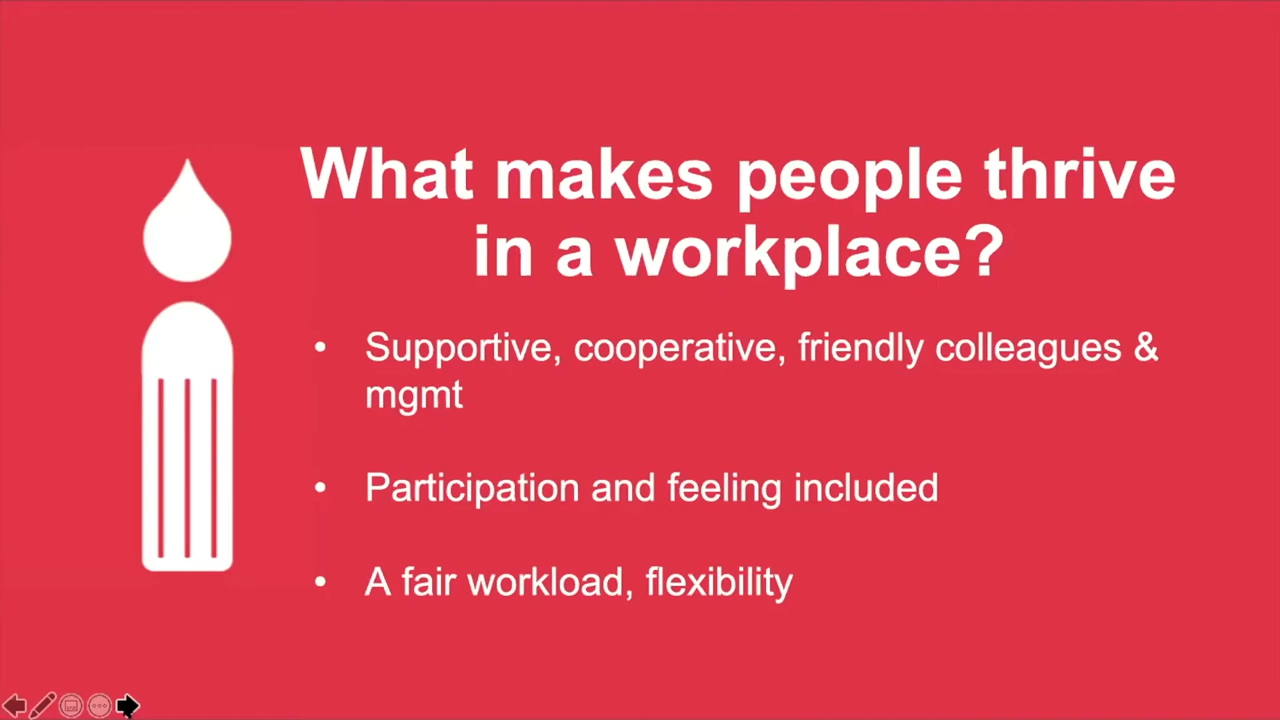 What makes people thrive
in a workplace?
• Supportive, cooperative, friendly colleagues &
mgmt
• Participation and feeling included
• A fair workload, flexibility